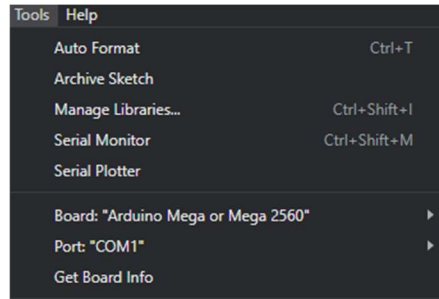 Tools Help
Auto Format Ctrl+T
Archive Sketch
Manage Libraries... Ctrl+Shift+I
Serial Monitor Ctrl+Shift+M
Serial Plotter
Board: "Arduino Mega or Mega 2560"
Port: "COM1"
Get Board Info